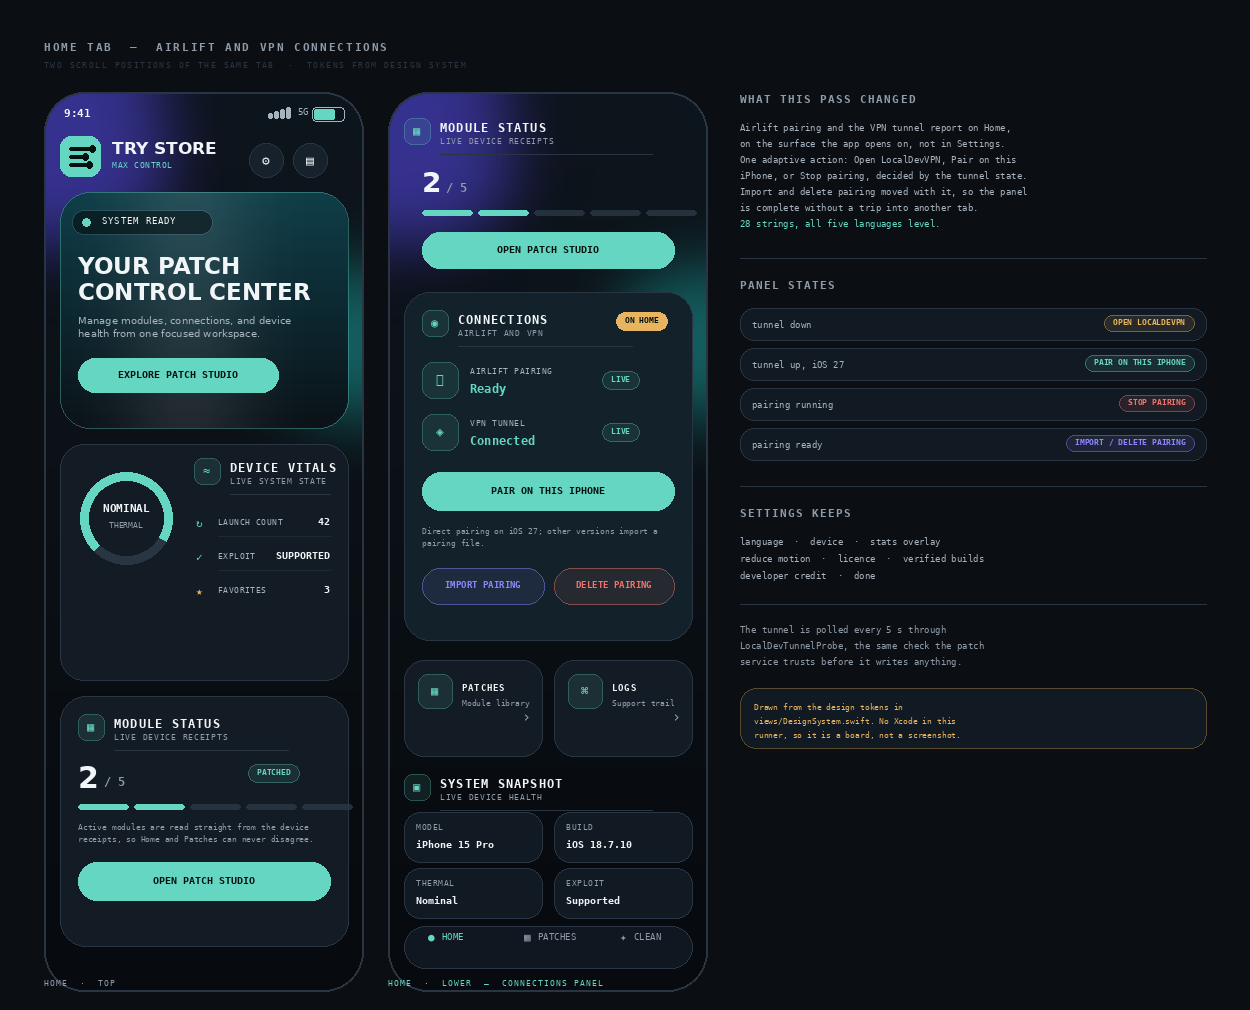 HOME TAB — AIRLIFT AND VPN CONNECTIONS
TWO SCROLL POSITIONS OF THE SAME TAB · TOKENS FROM DESIGN SYSTEM
9:41
5G
TRY STORE
MAX CONTROL
SYSTEM READY
YOUR PATCH
CONTROL CENTER
Manage modules, connections, and device
health from one focused workspace.
EXPLORE PATCH STUDIO
NOMINAL
THERMAL
DEVICE VITALS
LIVE SYSTEM STATE
LAUNCH COUNT 42
EXPLOIT SUPPORTED
FAVORITES 3
MODULE STATUS
LIVE DEVICE RECEIPTS
2 / 5
PATCHED
Active modules are read straight from the device
receipts, so Home and Patches can never disagree.
OPEN PATCH STUDIO
HOME · TOP
MODULE STATUS
LIVE DEVICE RECEIPTS
2 / 5
OPEN PATCH STUDIO
CONNECTIONS
AIRLIFT AND VPN
ON HOME
AIRLIFT PAIRING
Ready
LIVE
VPN TUNNEL
Connected
LIVE
PAIR ON THIS IPHONE
Direct pairing on iOS 27; other versions import a
pairing file.
IMPORT PAIRING
DELETE PAIRING
PATCHES
Module library
LOGS
Support trail
SYSTEM SNAPSHOT
LIVE DEVICE HEALTH
MODEL
iPhone 15 Pro
BUILD
iOS 18.7.10
THERMAL
Nominal
EXPLOIT
Supported
HOME
PATCHES
CLEAN
HOME · LOWER — CONNECTIONS PANEL
WHAT THIS PASS CHANGED
Airlift pairing and the VPN tunnel report on Home,
on the surface the app opens on, not in Settings.
One adaptive action: Open LocalDevVPN, Pair on this
iPhone, or Stop pairing, decided by the tunnel state.
Import and delete pairing moved with it, so the panel
is complete without a trip into another tab.
28 strings, all five languages level.
PANEL STATES
tunnel down OPEN LOCALDEVPN
tunnel up, iOS 27 PAIR ON THIS IPHONE
pairing running STOP PAIRING
pairing ready IMPORT / DELETE PAIRING
SETTINGS KEEPS
language · device · stats overlay
reduce motion · licence · verified builds
developer credit · done
The tunnel is polled every 5 s through
LocalDevTunnelProbe, the same check the patch
service trusts before it writes anything.
Drawn from the design tokens in
views/DesignSystem.swift. No Xcode in this
runner, so it is a board, not a screenshot.